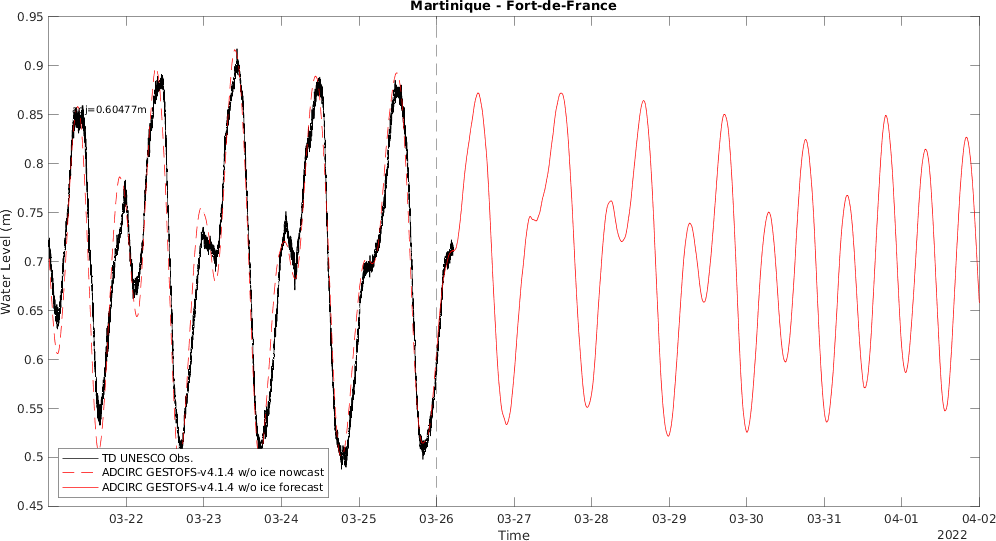 Martinique - Fort-de-France
0.95
0.9
0.85
0.8
0.75
0.7
0.65
0.6
0.55
0.5
0.45
Water Level (m)
=0.60477m
TD UNESCO Obs.
ADCIRC GESTOFS-v4.1.4 w/o ice nowcast
ADCIRC GESTOFS-v4.1.4 w/o ice forecast
03-22 03-23 03-24 03-25 03-26 03-27 03-28 03-29 03-30 03-31 04-01 04-02
Time
2022